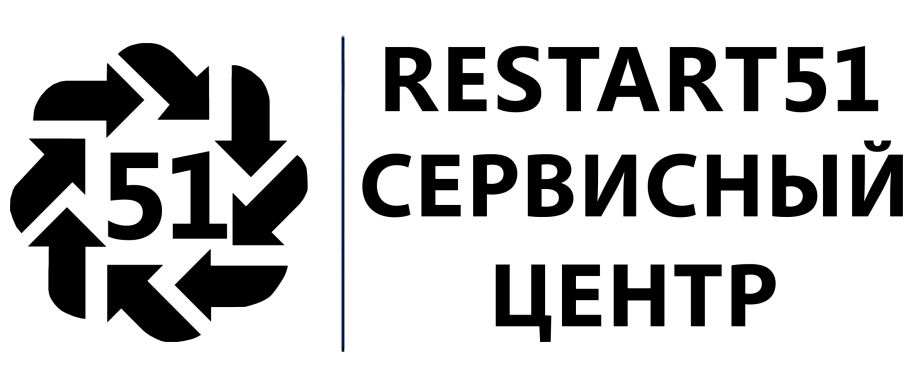 51
RESTART51
СЕРВИСНЫЙ
ЦЕНТР